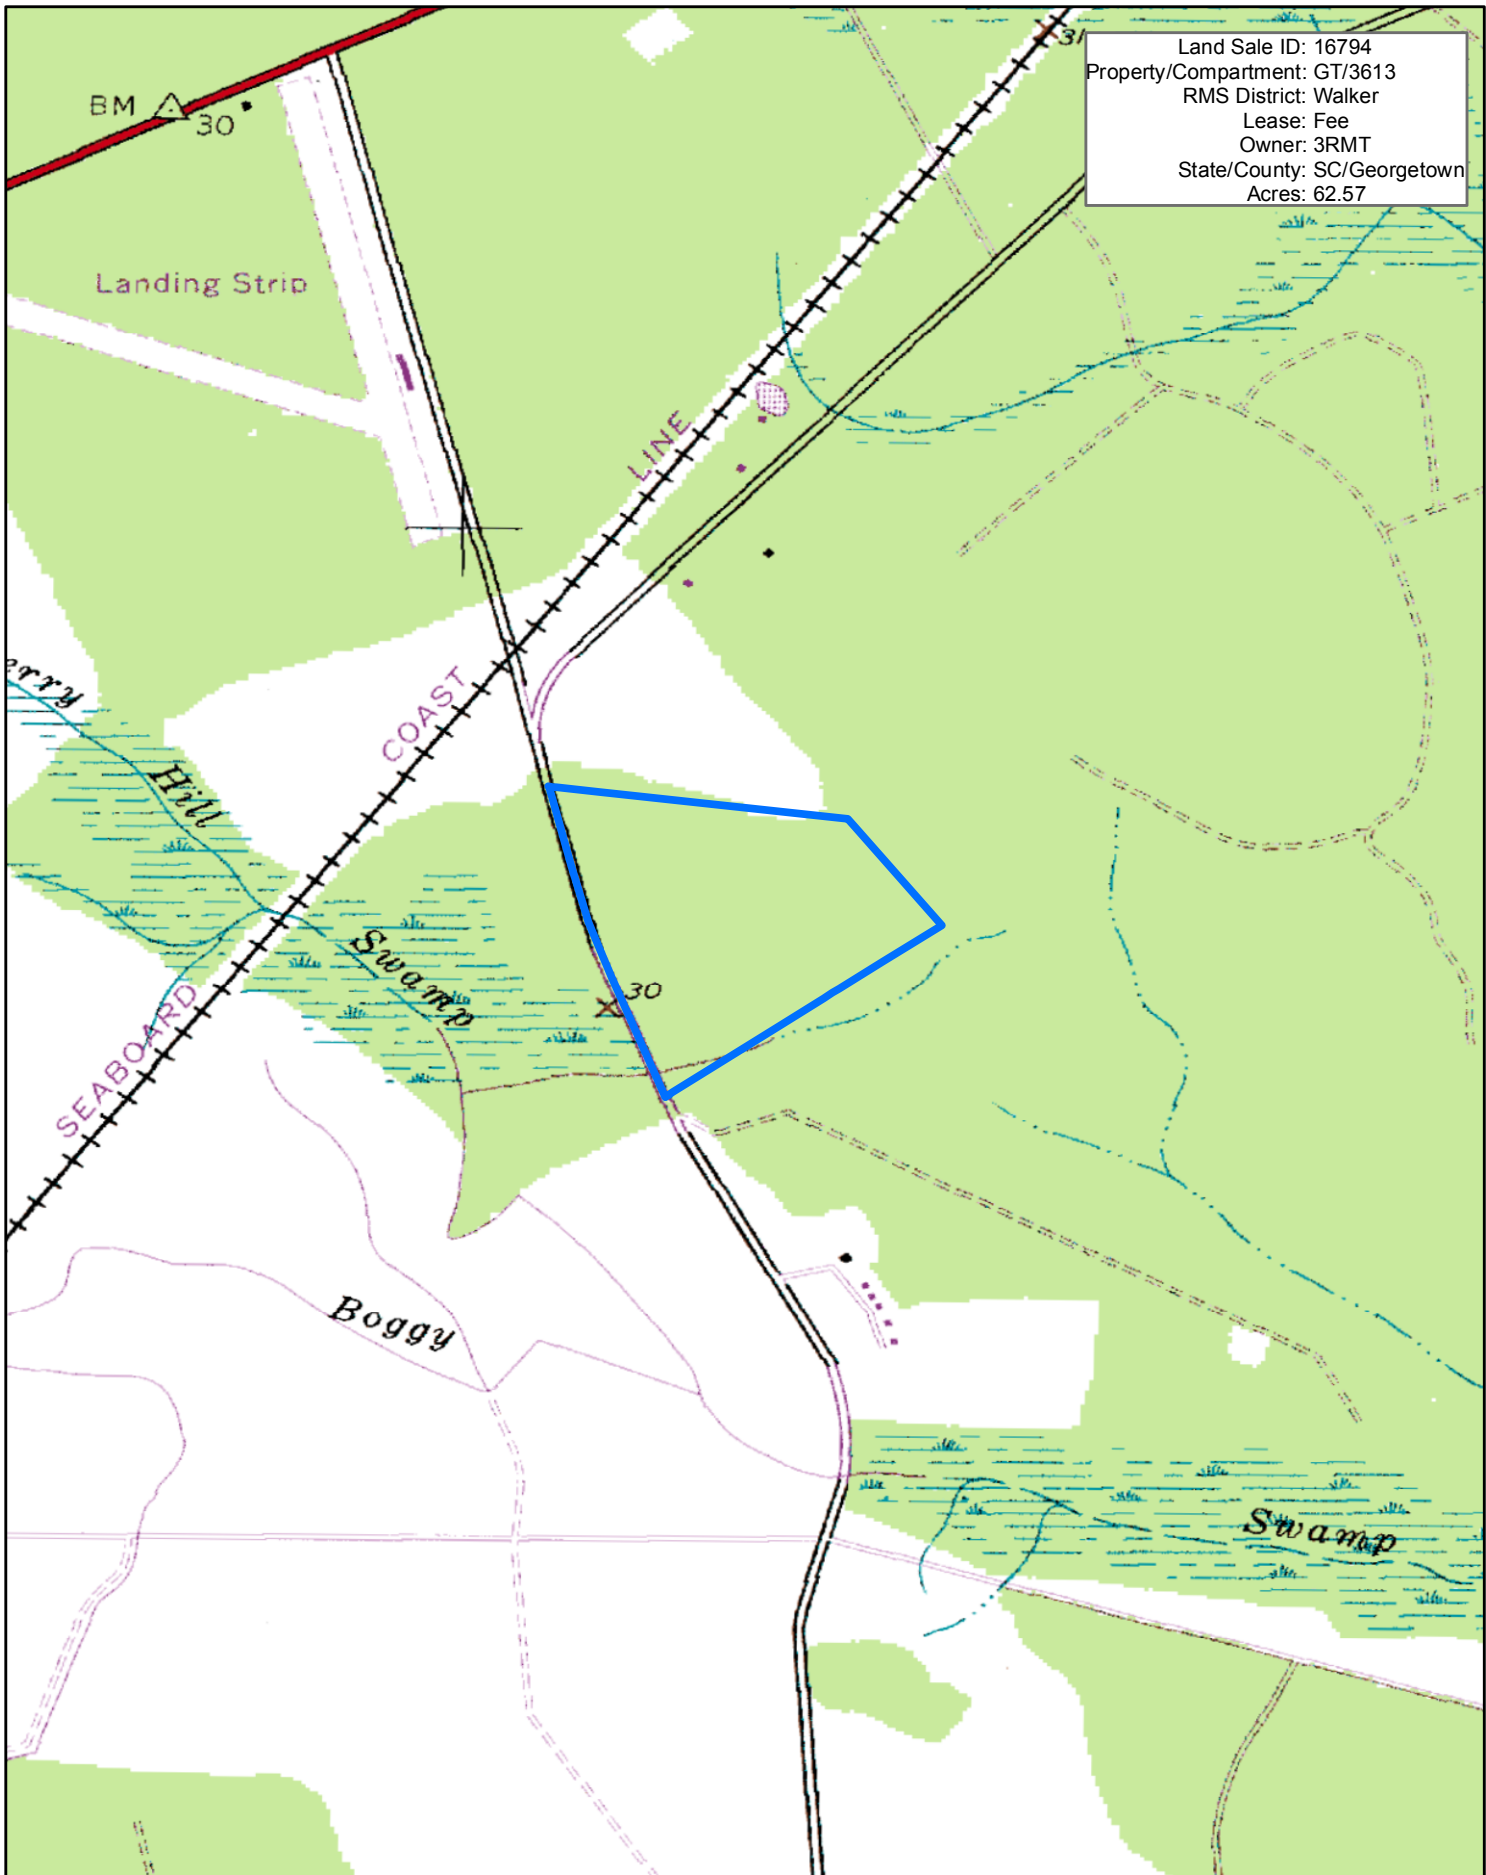 Land Sale ID: 16794
Property/Compartment: GT/3613
RMS District: Walker
Lease: Fee
Owner: 3RMT
State/County: SC/Georgetown
Acres: 62.57
BM
30
Landing Strip
LINE
COAST
SEABOARD
erry
Hill
Swamp
30
Boggy
Swamp